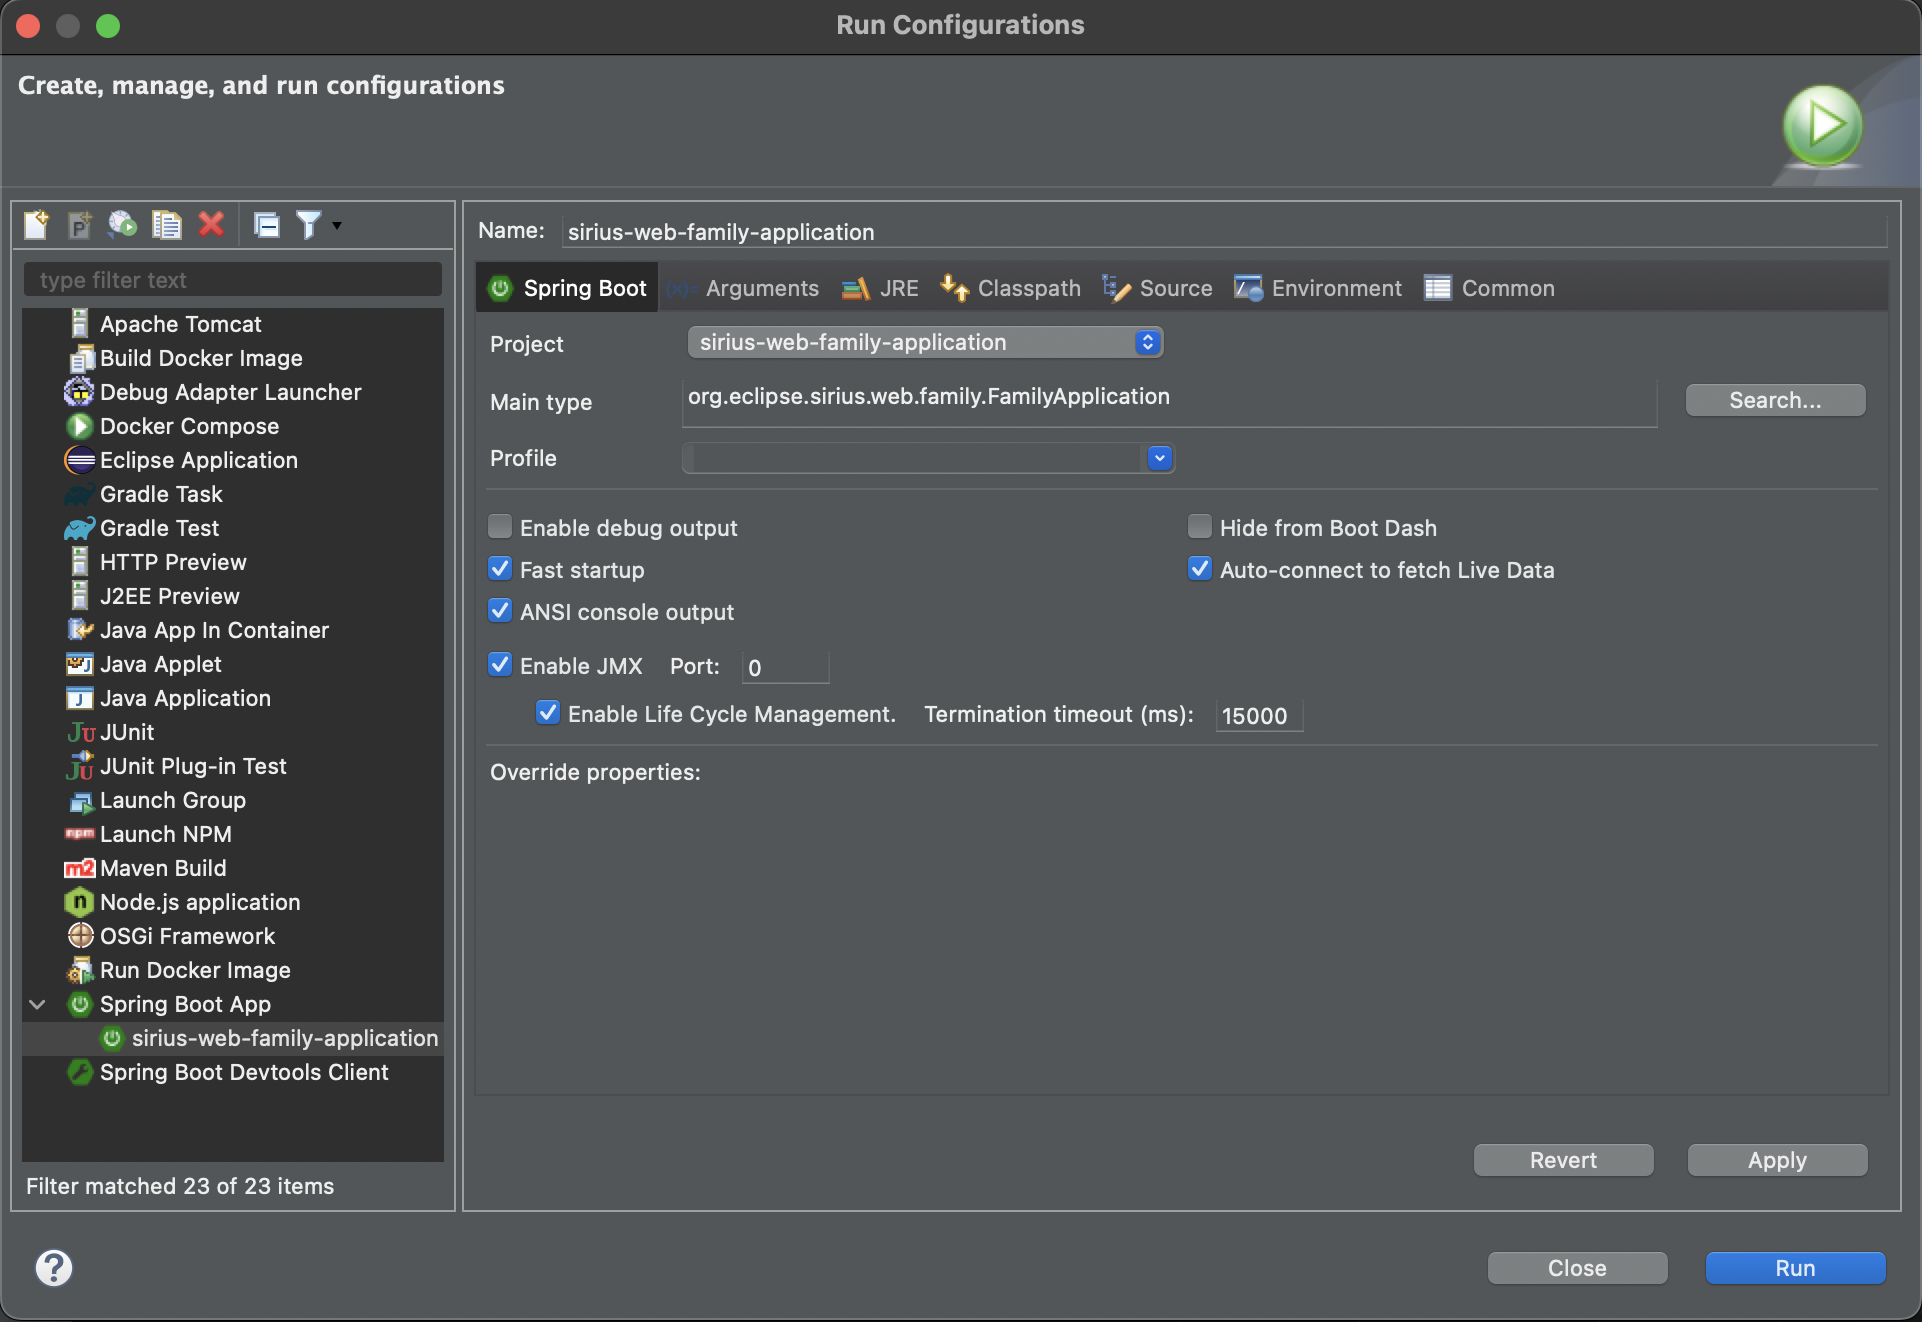 Run Configurations
Create, manage, and run configurations
type filter text
Apache Tomcat
Build Docker Image
Debug Adapter Launcher
Docker Compose
Eclipse Application
Gradle Task
Gradle Test
HTTP Preview
J2EE Preview
Java App In Container
Java Applet
Java Application
JUnit
JUnit Plug-in Test
Launch Group
Launch NPM
Maven Build
Node.js application
OSGi Framework
Run Docker Image
Spring Boot App
sirius-web-family-application
Spring Boot Devtools Client
Filter matched 23 of 23 items
Name: sirius-web-family-application
Spring Boot (x)= Arguments JRE Classpath Source Environment Common
Project sirius-web-family-application
Main type org.eclipse.sirius.web.family.FamilyApplication Search...
Profile
Enable debug output Hide from Boot Dash
Fast startup Auto-connect to fetch Live Data
ANSI console output
Enable JMX Port: 0
Enable Life Cycle Management. Termination timeout (ms): 15000
Override properties:
Revert Apply
Close Run